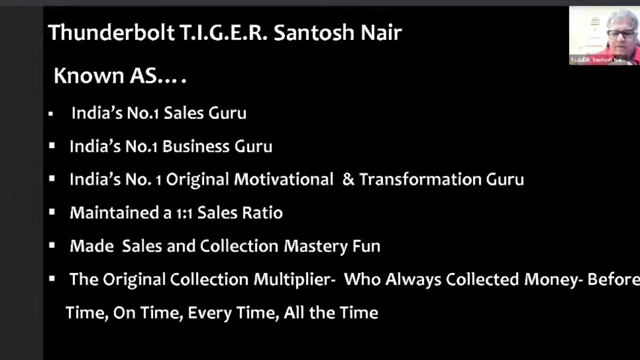 Thunderbolt T.I.G.E.R. Santosh Nair
Known AS….
▪ India's No.1 Sales Guru
▪ India's No.1 Business Guru
▪ India's No. 1 Original Motivational & Transformation Guru
▪ Maintained a 1:1 Sales Ratio
▪ Made Sales and Collection Mastery Fun
▪ The Original Collection Multiplier- Who Always Collected Money- Before
Time, On Time, Every Time, All the Time
T.I.G.E.R. Santosh